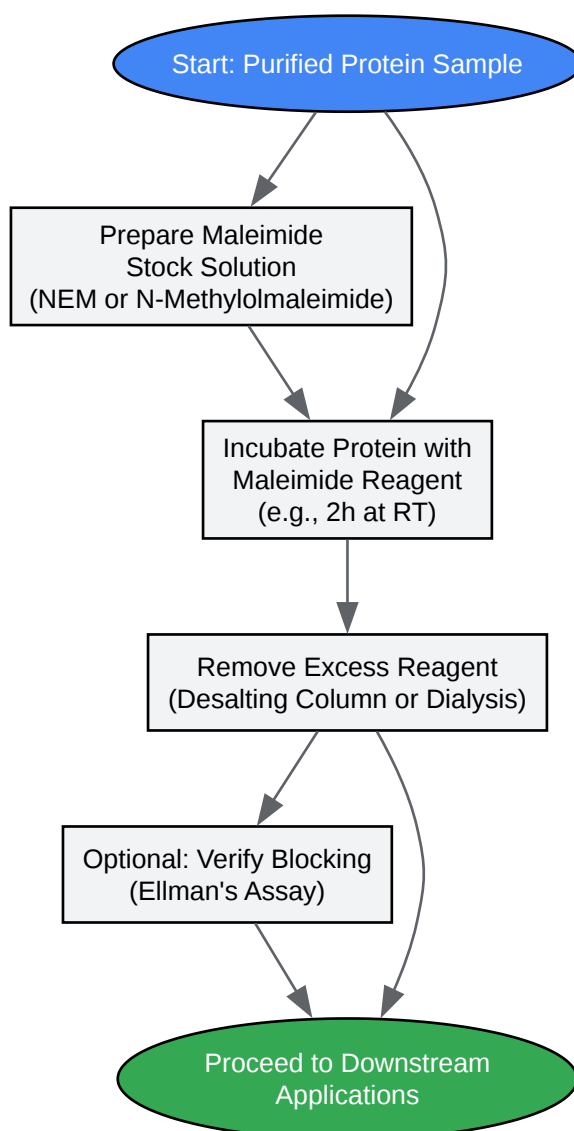 Start: Purified Protein Sample
Prepare Maleimide
Stock Solution
(NEM or N-Methylolmaleimide)
Incubate Protein with
Maleimide Reagent
(e.g., 2h at RT)
Remove Excess Reagent
(Desalting Column or Dialysis)
Optional: Verify Blocking
(Ellman's Assay)
Proceed to Downstream
Applications